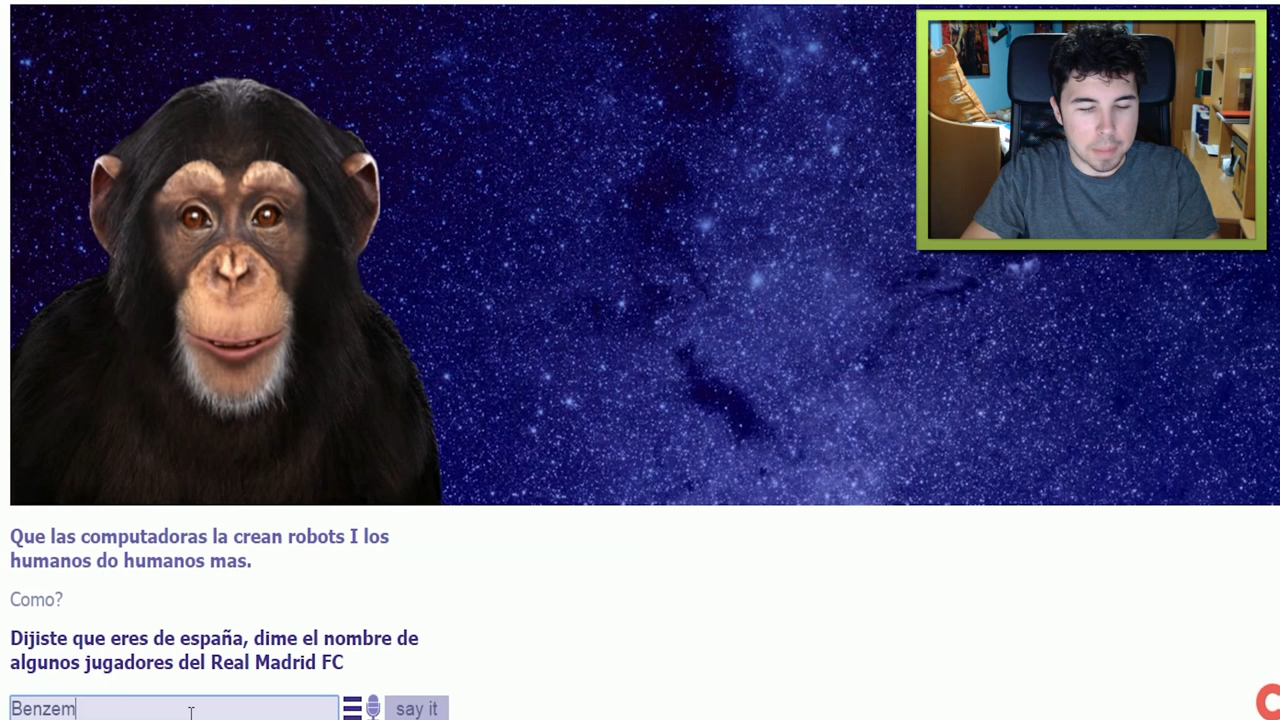 Que las computadoras la crean robots I los
humanos do humanos mas.
Como?
Dijiste que eres de españa, dime el nombre de
algunos jugadores del Real Madrid FC
Benzem
say it